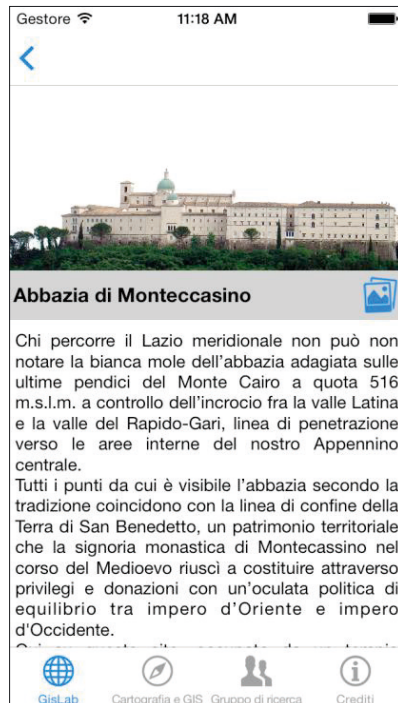 Gestore 11:18 AM
Abbazia di Monteccasino
Chi percorre il Lazio meridionale non può non
notare la bianca mole dell'abbazia adagiata sulle
ultime pendici del Monte Cairo a quota 516
m.s.l.m. a controllo dell'incrocio fra la valle Latina
e la valle del Rapido-Gari, linea di penetrazione
verso le aree interne del nostro Appennino
centrale.
Tutti i punti da cui è visibile l'abbazia secondo la
tradizione coincidono con la linea di confine della
Terra di San Benedetto, un patrimonio territoriale
che la signoria monastica di Montecassino nel
corso del Medioevo riuscì a costituire attraverso
privilegi e donazioni con un'oculata politica di
equilibrio tra impero d'Oriente e impero
d'Occidente.
GisLab Cartografia e GIS Gruppo di ricerca Crediti